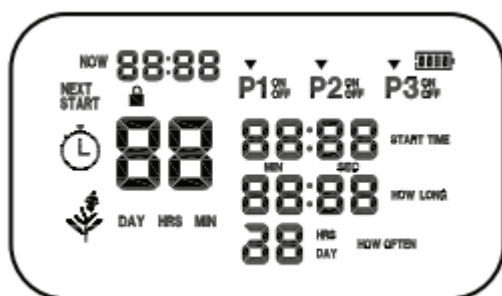 NOW 88:88
P1 ON OFF P2 ON OFF P3 ON OFF
NEXT START
88
88:88 START TIME
MIN SEC
88:88 HOW LONG
DAY HRS MIN
38 HRS DAY HOW OFTEN